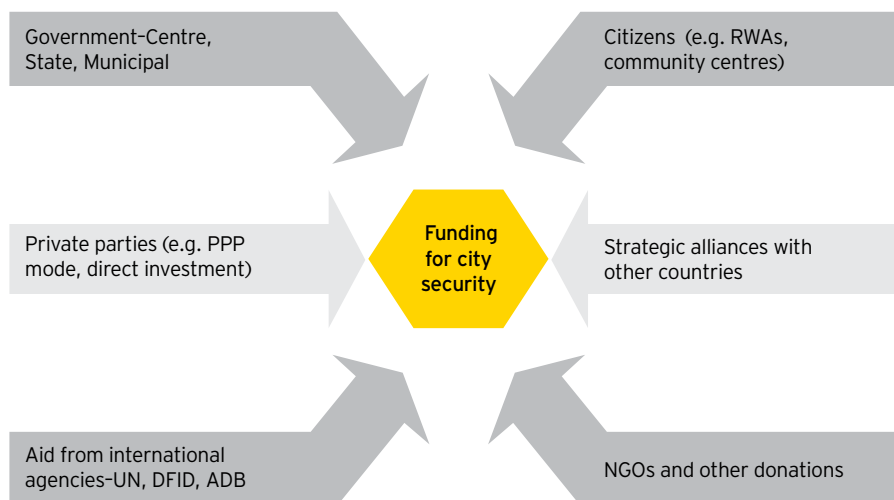 Government–Centre,
State, Municipal
Citizens (e.g. RWAs,
community centres)
Private parties (e.g. PPP
mode, direct investment)
Funding
for city
security
Strategic alliances with
other countries
Aid from international
agencies–UN, DFID, ADB
NGOs and other donations